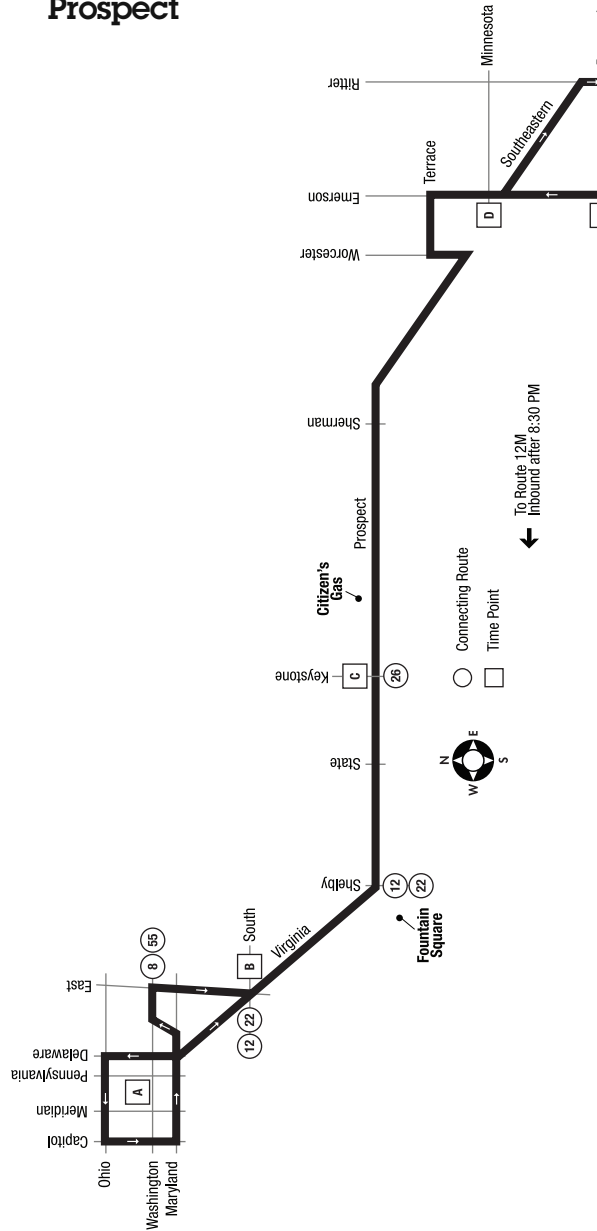 Prospect
Minnesota
Ritter
Southeastern
Terrace
Emerson
D
Worcester
Sherman
Prospect
To Route 12M
Inbound after 8:30 PM
Citizen's
Gas
Connecting Route
Time Point
Keystone
C
26
N
E
W
S
State
Shelby
12
22
Fountain
Square
Virginia
East
8
55
B
South
12
22
Delaware
Pennsylvania
A
Meridian
Capitol
Ohio
Washington
Maryland